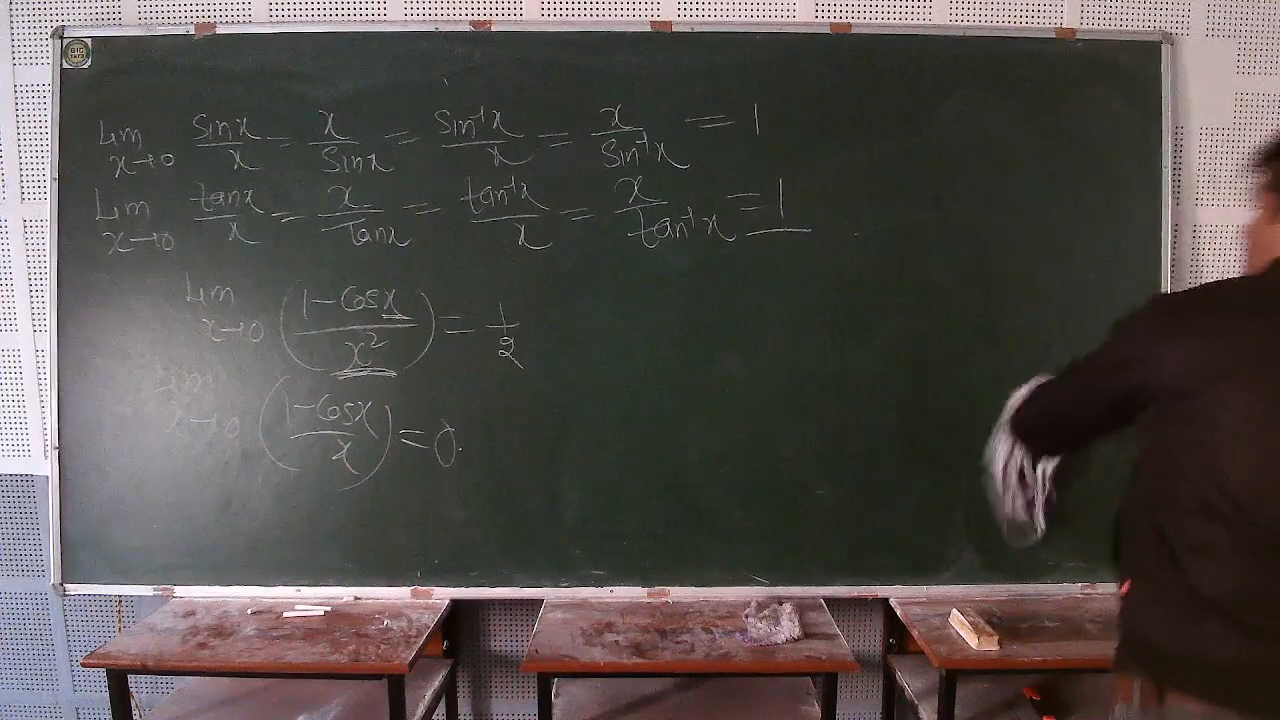 Lim x→0 sinx/x = x/sinx = sin⁻¹x/x = x/sin⁻¹x = 1
Lim x→0 tanx/x = x/tanx = tan⁻¹x/x = x/tan⁻¹x = 1
Lim x→0 (1-cosx/x²) = 1/2
Lim x→0 (1-cosx/x) = 0